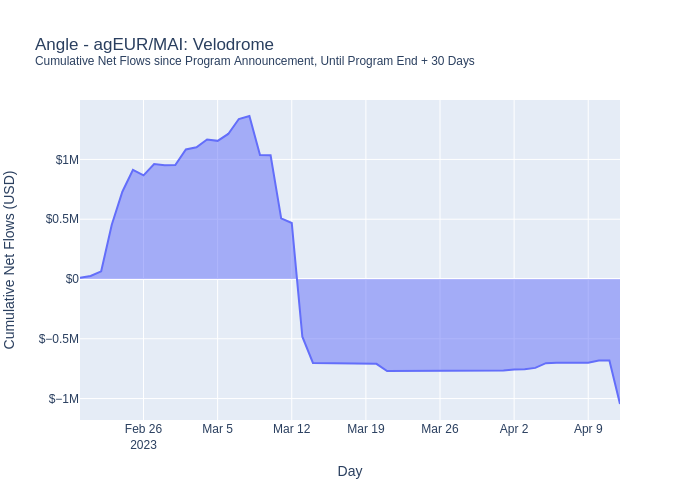 Angle - agEUR/MAI: Velodrome
Cumulative Net Flows since Program Announcement, Until Program End + 30 Days
Cumulative Net Flows (USD)
$1M
$0.5M
$0
$−0.5M
$−1M
Feb 26
2023
Mar 5
Mar 12
Mar 19
Mar 26
Apr 2
Apr 9
Day